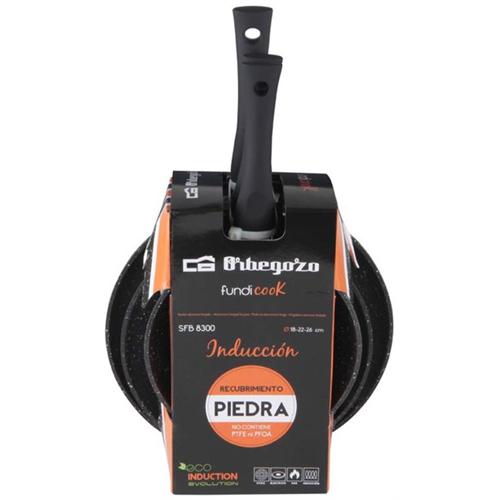 Orbegozo
fundicook
SFB 8300
Ø 18-22-26 cm
Inducción
RECUBRIMIENTO
PIEDRA
NO CONTIENE
PTFE ni PFOA
eco
INDUCTION
EVOLUTION